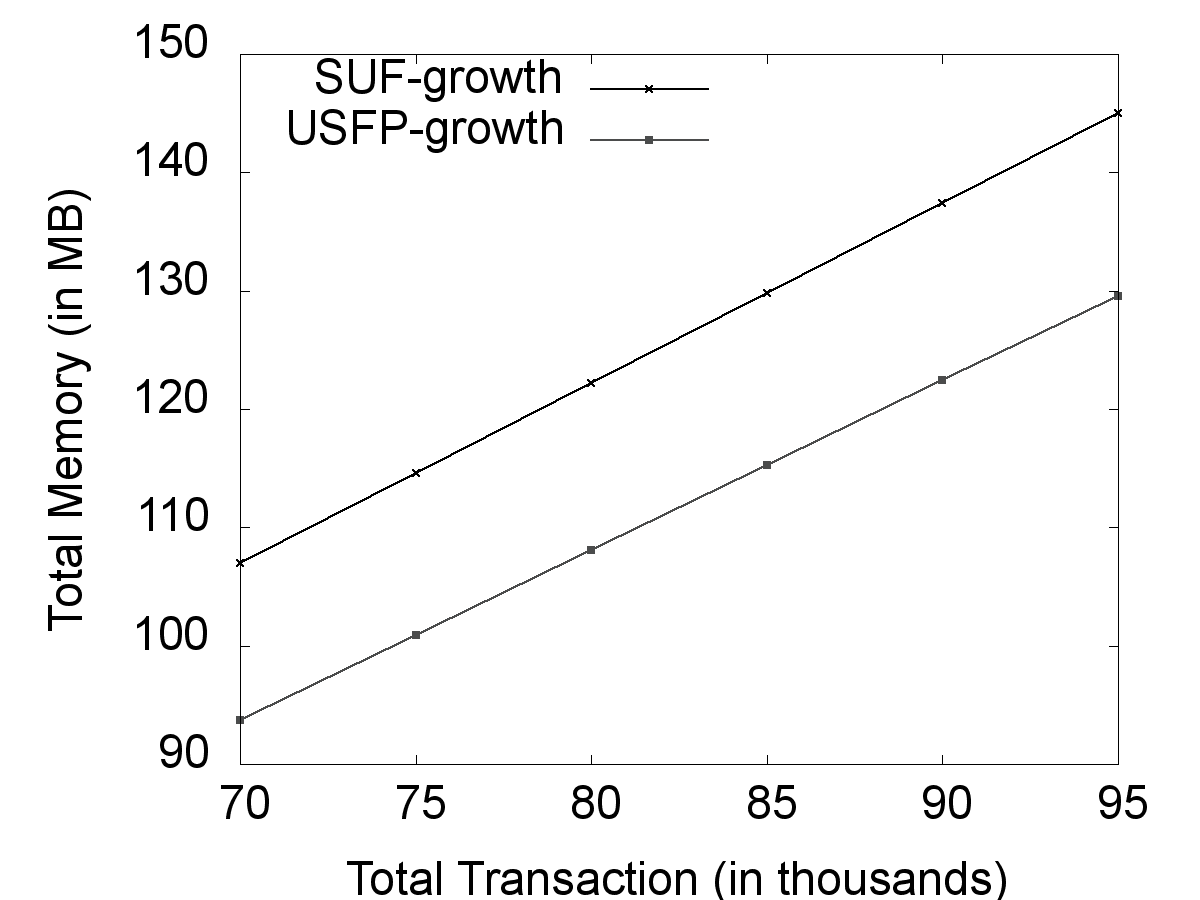 150
140
130
120
110
100
90
SUF-growth
USFP-growth
Total Memory (in MB)
70 75 80 85 90 95
Total Transaction (in thousands)